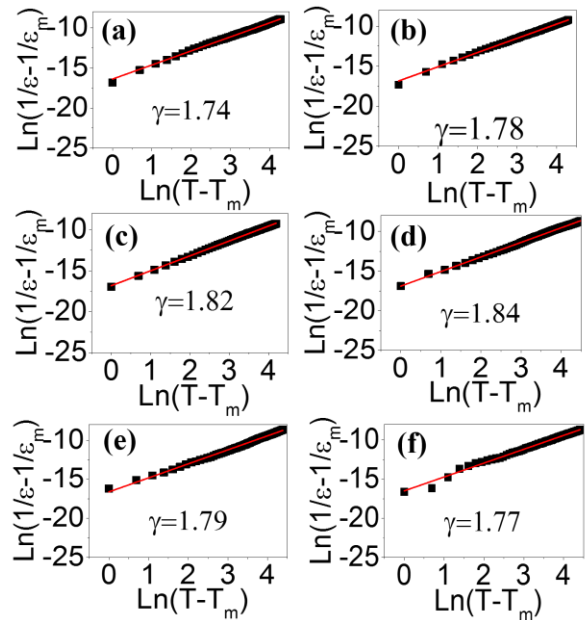 (a)
Ln(1/ε-1/εm)
-10
-15
-20
-25
γ=1.74
0 1 2 3 4
Ln(T-Tm)
(b)
Ln(1/ε-1/εm)
-10
-15
-20
-25
γ=1.78
0 1 2 3 4
Ln(T-Tm)
(c)
Ln(1/ε-1/εm)
-10
-15
-20
-25
γ=1.82
0 1 2 3 4
Ln(T-Tm)
(d)
Ln(1/ε-1/εm)
-10
-15
-20
-25
γ=1.84
0 1 2 3 4
Ln(T-Tm)
(e)
Ln(1/ε-1/εm)
-10
-15
-20
-25
γ=1.79
0 1 2 3 4
Ln(T-Tm)
(f)
Ln(1/ε-1/εm)
-10
-15
-20
-25
γ=1.77
0 1 2 3 4
Ln(T-Tm)